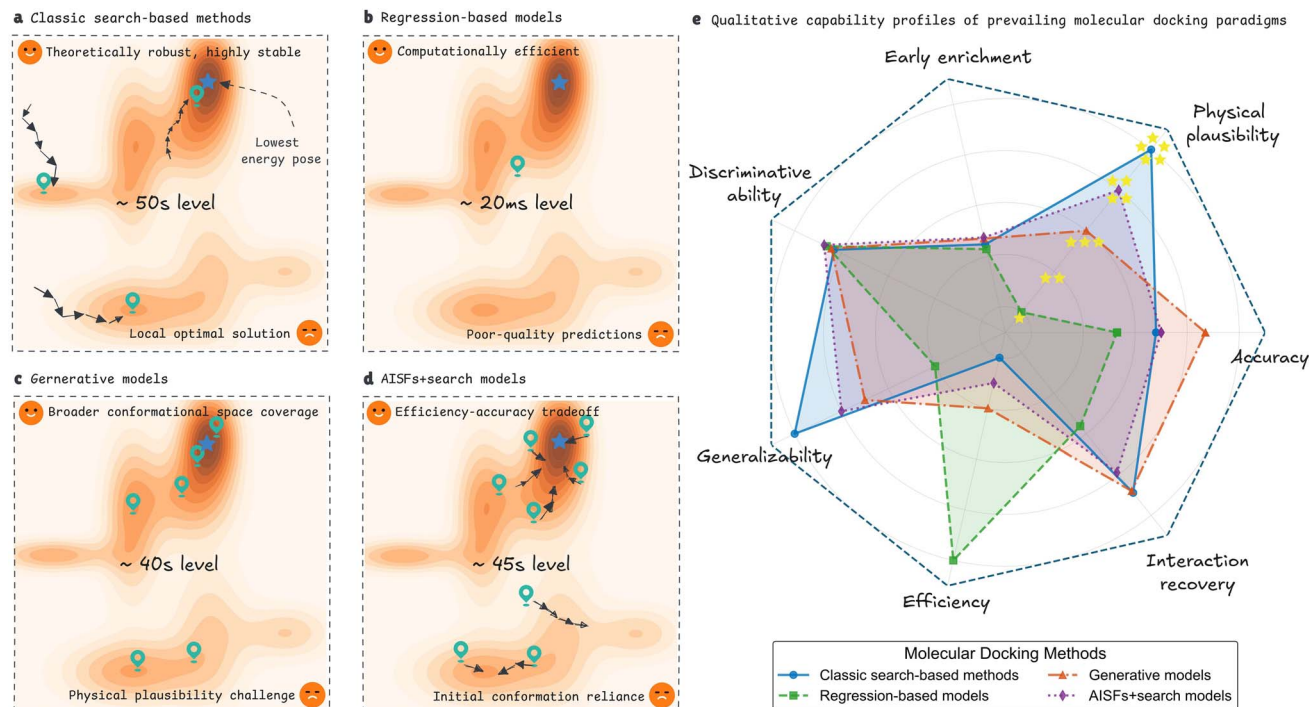 a Classic search-based methods
Theoretically robust, highly stable
Lowest
energy pose
~ 50s level
Local optimal solution
b Regression-based models
Computationally efficient
~ 20ms level
Poor-quality predictions
c Gernerative models
Broader conformational space coverage
~ 40s level
Physical plausibility challenge
d AISFs+search models
Efficiency-accuracy tradeoff
~ 45s level
Initial conformation reliance
e Qualitative capability profiles of prevailing molecular docking paradigms
Early enrichment
Physical
plausibility
Discriminative
ability
Accuracy
Generalizability
Interaction
recovery
Efficiency
Molecular Docking Methods
Classic search-based methods
Generative models
Regression-based models
AISFs+search models